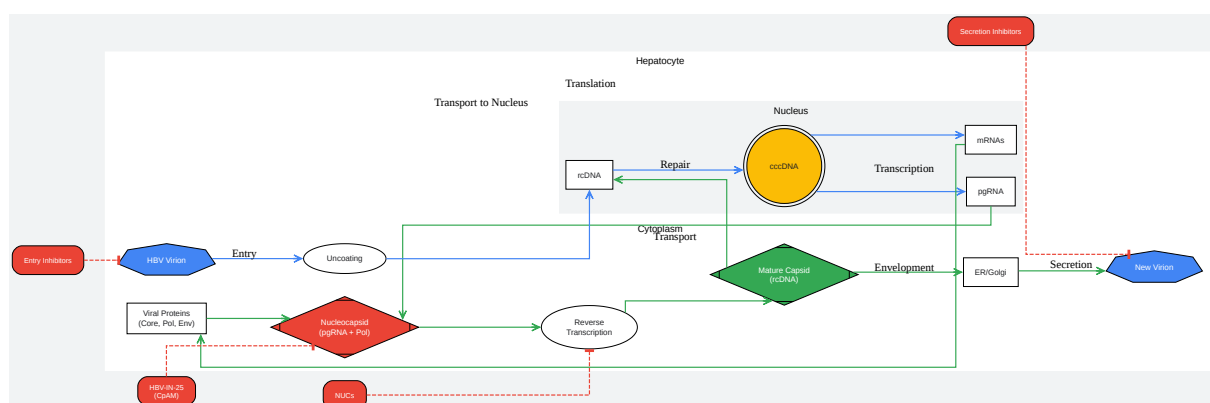 Secretion Inhibitors
Hepatocyte
Translation
Transport to Nucleus
Nucleus
mRNAs
Repair
cccDNA
Transcription
rcDNA
pgRNA
Cytoplasm
Transport
Entry Inhibitors
HBV Virion
Entry
Uncoating
Mature Capsid
(rcDNA)
Envelopment
ER/Golgi
Secretion
New Virion
Viral Proteins
(Core, Pol, Env)
Nucleocapsid
(pgRNA + Pol)
Reverse
Transcription
HBV-IN-25
(CpAM)
NUCs